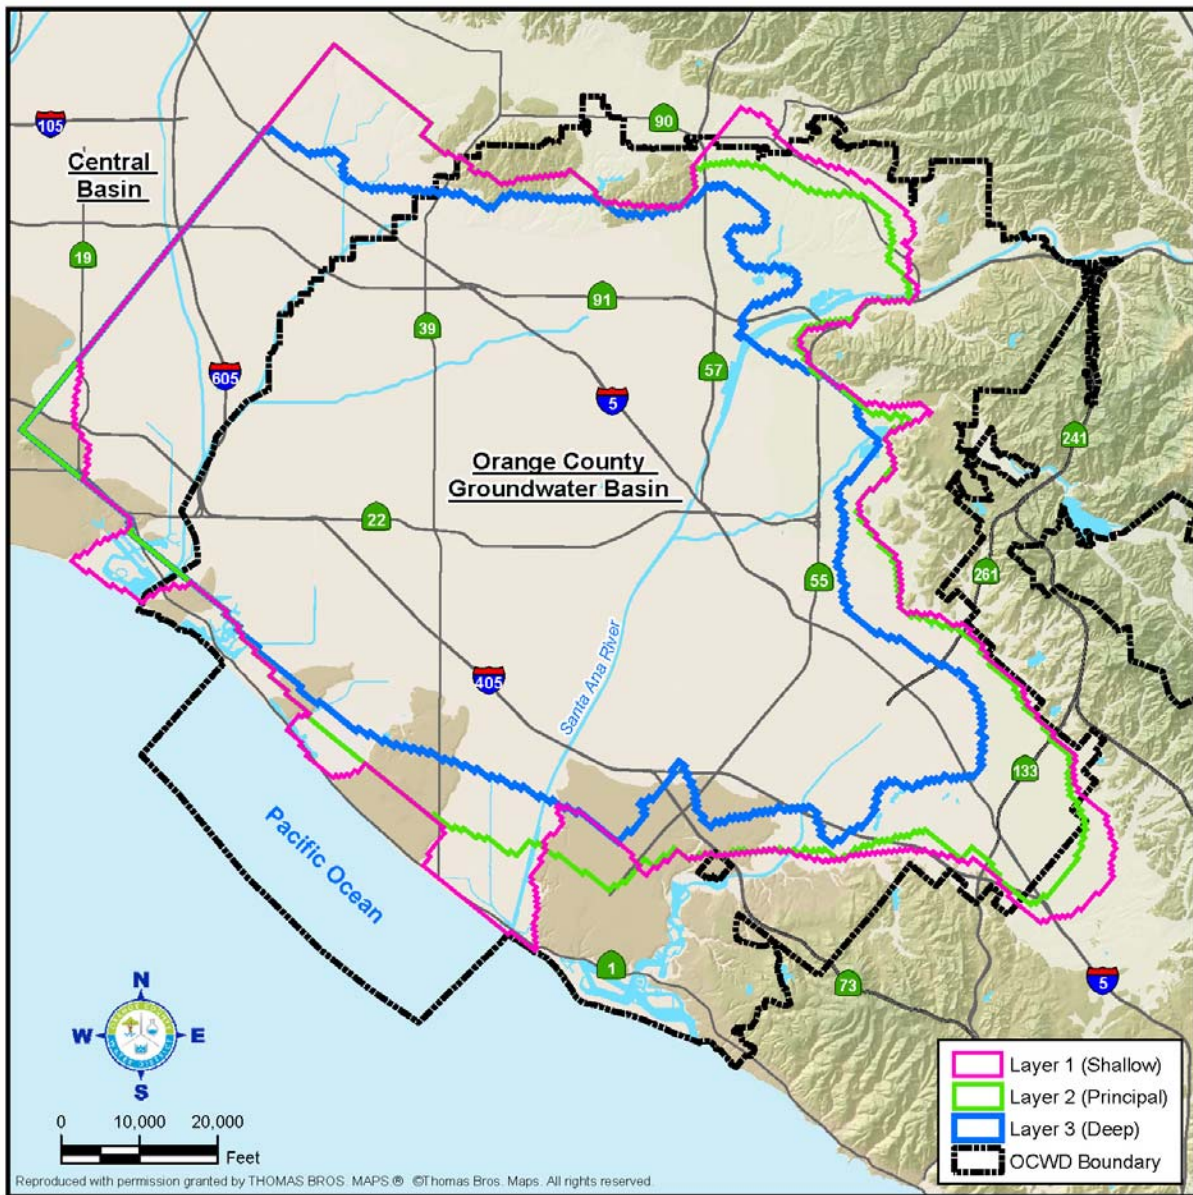 90
105
Central
Basin
19
91
39
605
57
5
241
Orange County
Groundwater Basin
22
261
55
405
Santa Ana River
133
Pacific Ocean
1
73
5
N
W
E
S
0 10,000 20,000
Feet
Layer 1 (Shallow)
Layer 2 (Principal)
Layer 3 (Deep)
OCWD Boundary
Reproduced with permission granted by THOMAS BROS. MAPS ® ©Thomas Bros. Maps. All rights reserved.